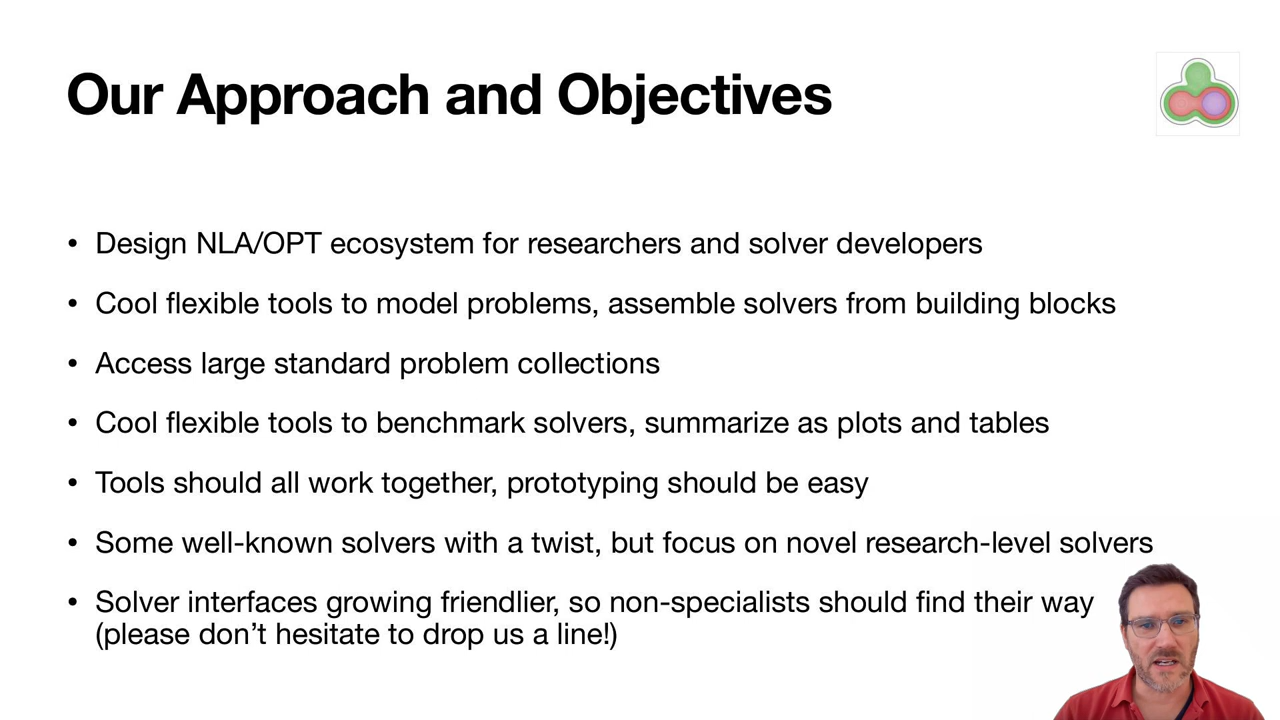 Our Approach and Objectives
• Design NLA/OPT ecosystem for researchers and solver developers
• Cool flexible tools to model problems, assemble solvers from building blocks
• Access large standard problem collections
• Cool flexible tools to benchmark solvers, summarize as plots and tables
• Tools should all work together, prototyping should be easy
• Some well-known solvers with a twist, but focus on novel research-level solvers
• Solver interfaces growing friendlier, so non-specialists should find their way
(please don’t hesitate to drop us a line!)